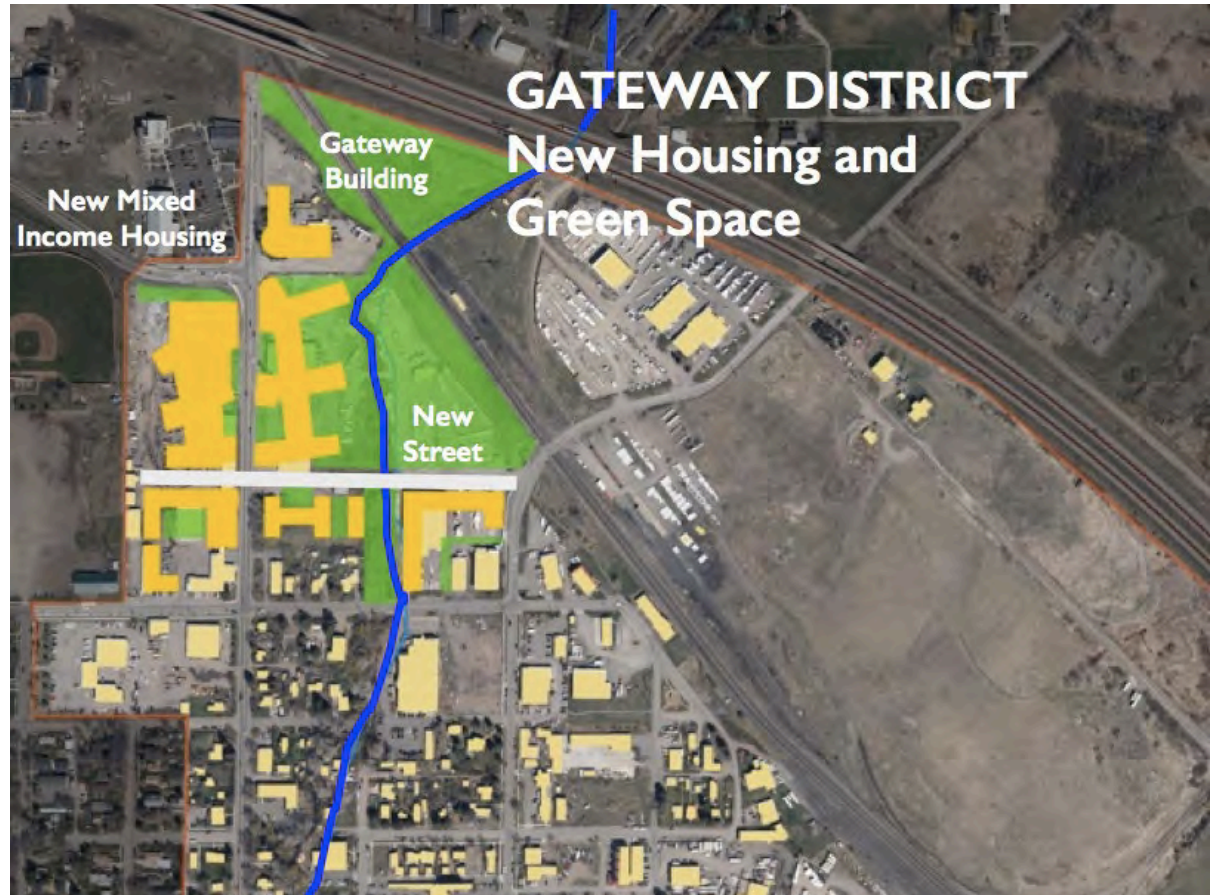 GATEWAY DISTRICT
New Housing and
Green Space
Gateway
Building
New Mixed
Income Housing
New
Street